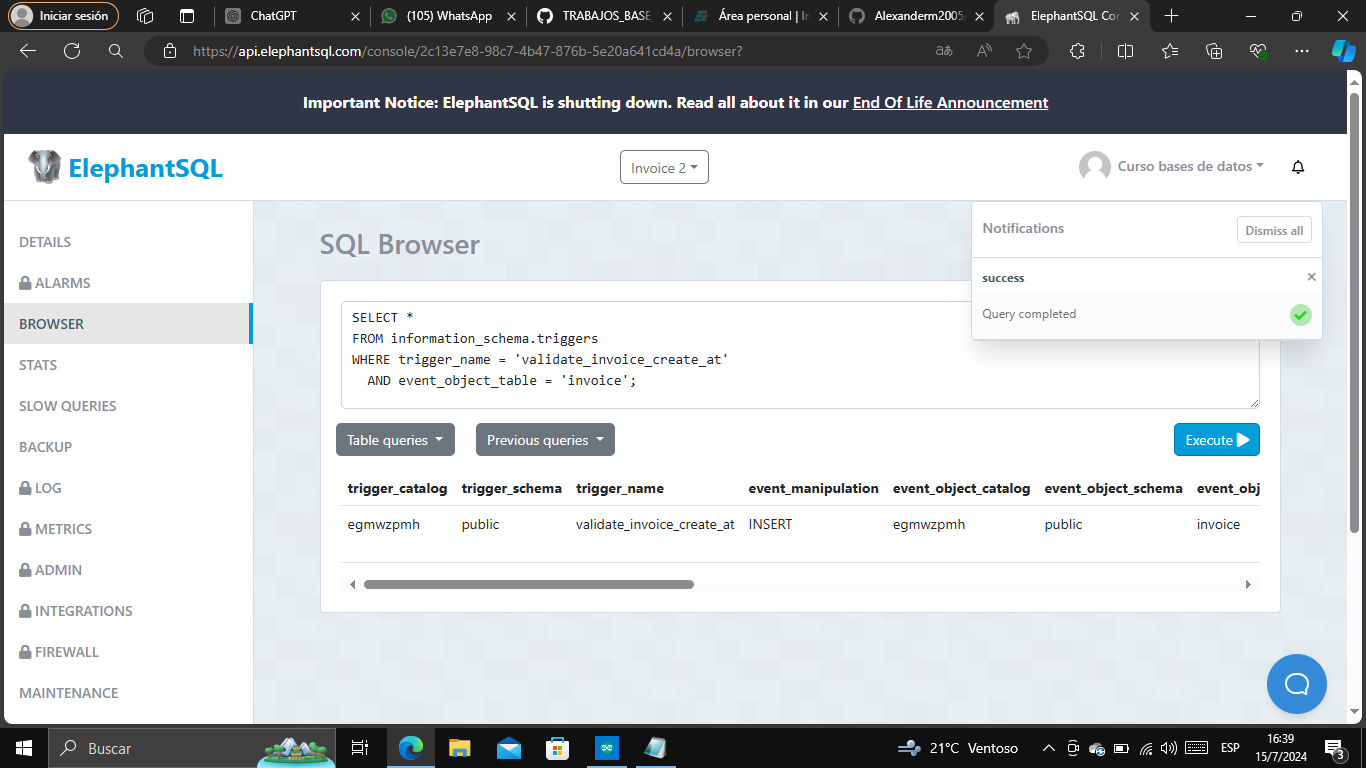 Iniciar sesión
ChatGPT
(105) WhatsApp
TRABAJOS_BASE_
Área personal | In
Alexanderm2005,
ElephantSQL Con
https://api.elephantsql.com/console/2c13e7e8-98c7-4b47-876b-5e20a641cd4a/browser?
Important Notice: ElephantSQL is shutting down. Read all about it in our End Of Life Announcement
ElephantSQL
Invoice 2
Curso bases de datos
DETAILS
ALARMS
BROWSER
STATS
SLOW QUERIES
BACKUP
LOG
METRICS
ADMIN
INTEGRATIONS
FIREWALL
MAINTENANCE
SQL Browser
Notifications
Dismiss all
success
Query completed
SELECT *
FROM information_schema.triggers
WHERE trigger_name = 'validate_invoice_create_at'
AND event_object_table = 'invoice';
Table queries
Previous queries
Execute
trigger_catalog trigger_schema trigger_name event_manipulation event_object_catalog event_object_schema event_obj
egmwzpmh public validate_invoice_create_at INSERT egmwzpmh public invoice
Buscar
21°C Ventoso
ESP
16:39
15/7/2024
3